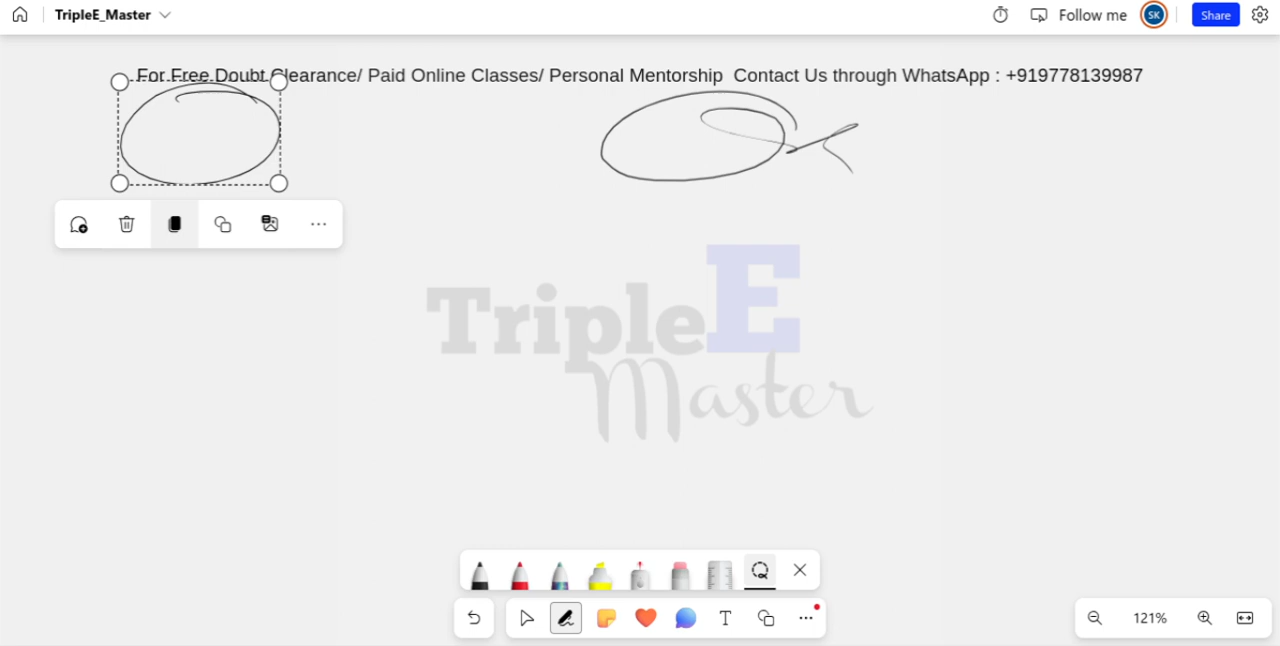 TripleE_Master
Follow me
SK
Share
For Free Doubt Clearance/ Paid Online Classes/ Personal Mentorship Contact Us through WhatsApp : +919778139987
TripleE
Master
T
121%